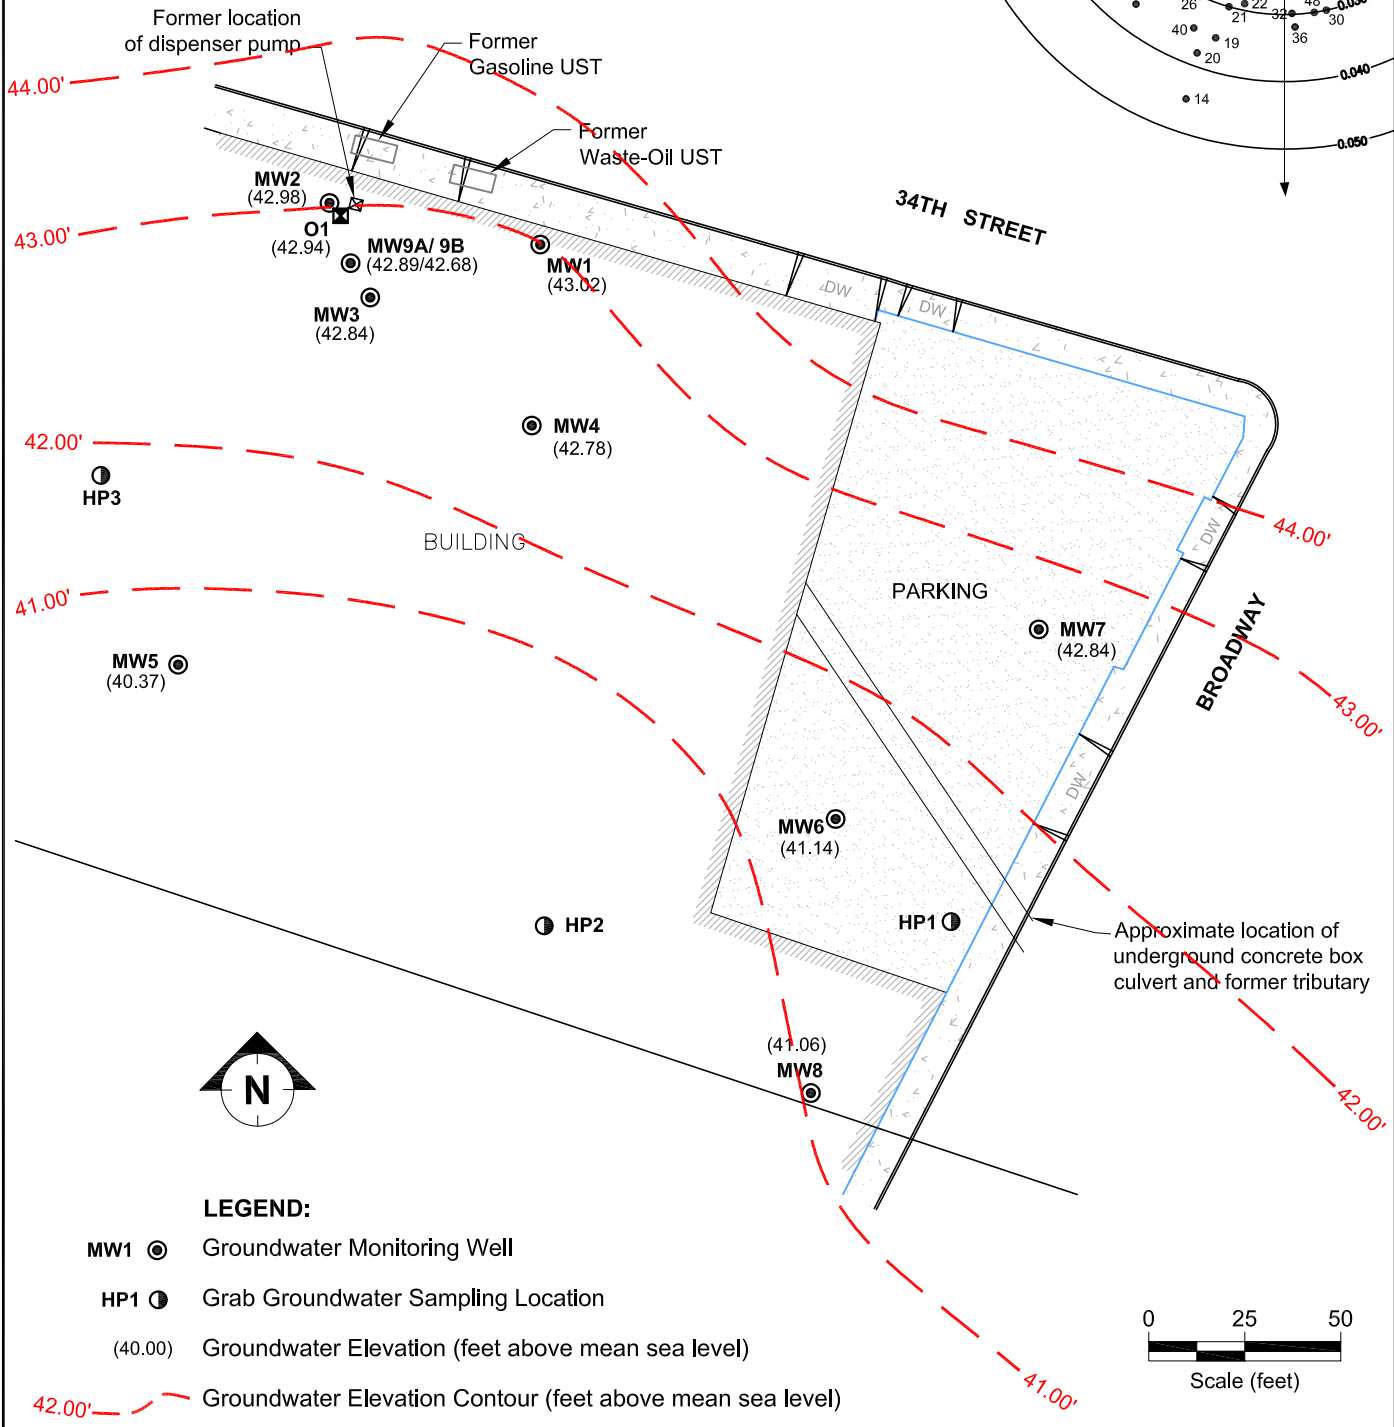 Former location
of dispenser pump
Former
Gasoline UST
Former
Waste-Oil UST
44.00'
26
22
21
32
48
30
0.030
40
19
36
20
0.040
14
0.050
34TH STREET
MW2
(42.98)
O1
(42.94)
43.00'
MW9A/ 9B
(42.89/42.68)
MW1
(43.02)
MW3
(42.84)
DW
DW
MW4
(42.78)
42.00'
HP3
BUILDING
44.00'
DW
41.00'
PARKING
MW7
(42.84)
BROADWAY
MW5
(40.37)
43.00'
DW
MW6
(41.14)
HP2
HP1
Approximate location of
underground concrete box
culvert and former tributary
(41.06)
MW8
N
42.00'
LEGEND:
MW1 Groundwater Monitoring Well
HP1 Grab Groundwater Sampling Location
(40.00) Groundwater Elevation (feet above mean sea level)
42.00' Groundwater Elevation Contour (feet above mean sea level)
41.00'
0 25 50
Scale (feet)